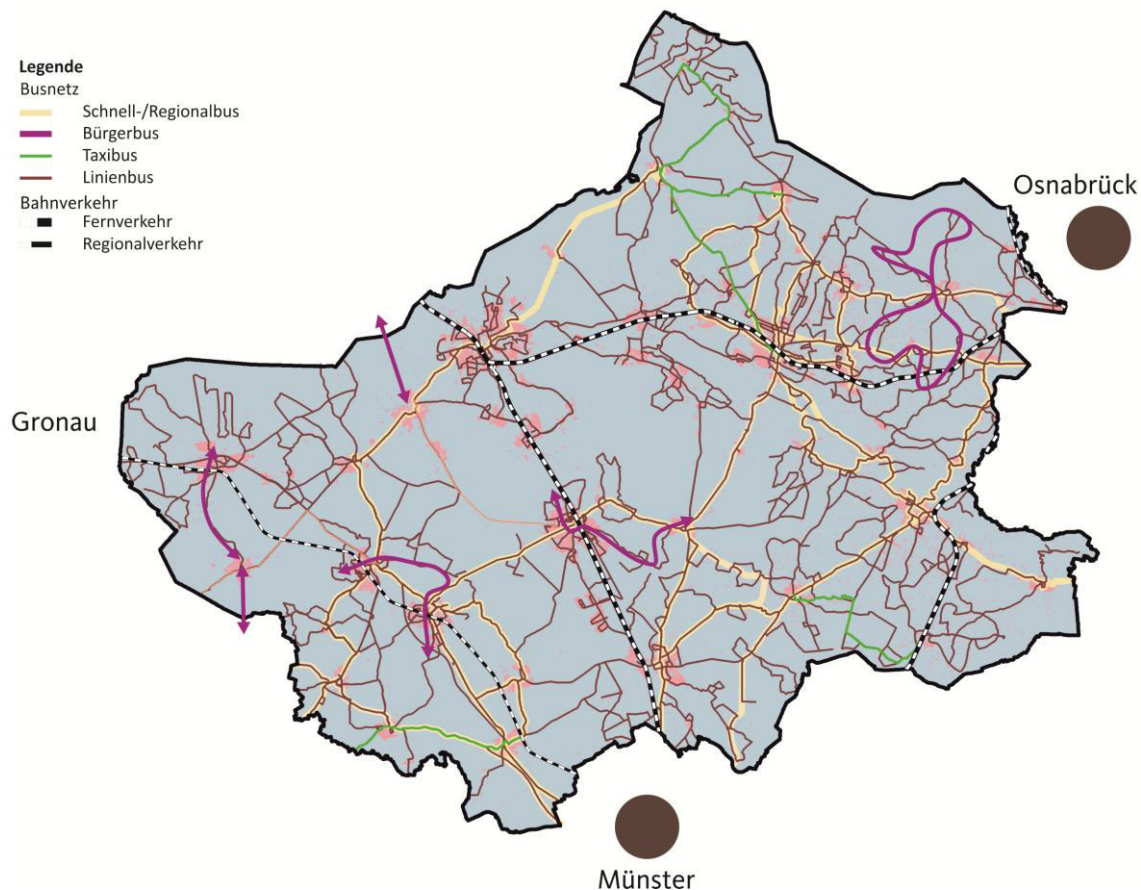 Legende
Busnetz
Schnell-/Regionalbus
Bürgerbus
Taxibus
Linienbus
Bahnverkehr
Fernverkehr
Regionalverkehr
Osnabrück
Gronau
Münster